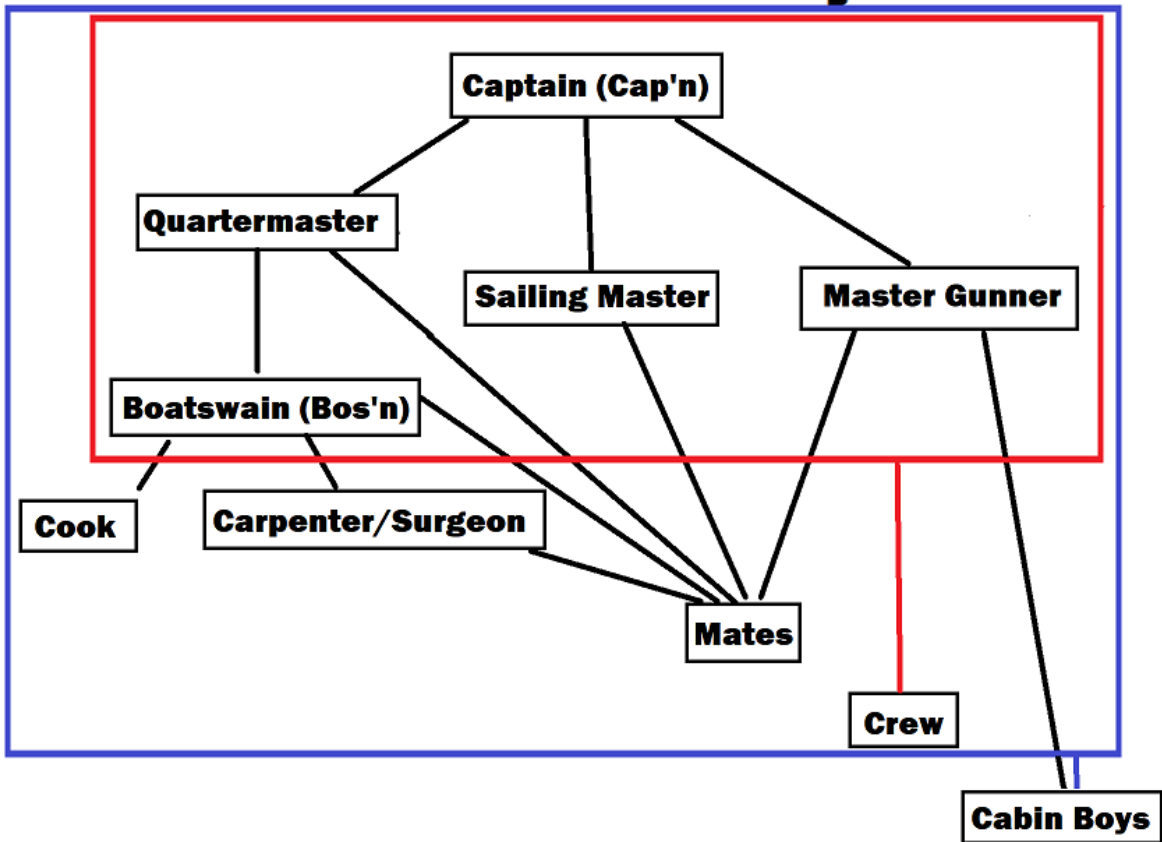 Captain (Cap'n)
Quartermaster
Sailing Master
Master Gunner
Boatswain (Bos'n)
Cook
Carpenter/Surgeon
Mates
Crew
Cabin Boys